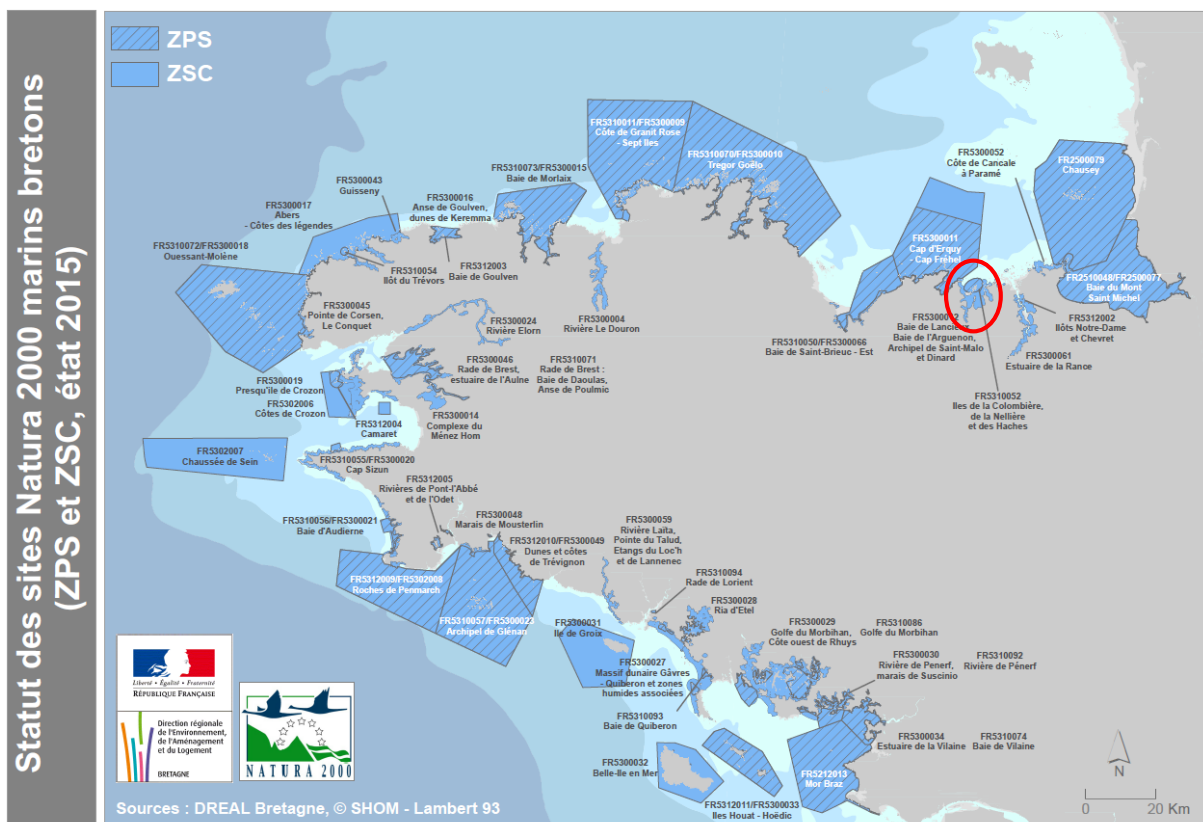 Statut des sites Natura 2000 marins bretons
(ZPS et ZSC, état 2015)
ZPS
ZSC
FR5310011/FR5300009
Côte de Granit Rose
- Sept Iles
FR5310070/FR5300010
Tregor Goëlo
FR5300052
Côte de Cancale
à Paramé
FR2500079
Chausey
FR5310073/FR5300015
Baie de Morlaix
FR5300043
Guisseny
FR5300016
Anse de Goulven,
dunes de Keremma
FR5300017
Abers
- Côtes des légendes
FR5310072/FR5300018
Ouessant-Molène
FR5310054
Ilôt du Trévors
FR5312003
Baie de Goulven
FR5300011
Cap d'Erquy
- Cap Fréhel
FR2510048/FR2500077
Baie du Mont
Saint Michel
FR5300045
Pointe de Corsen,
Le Conquet
FR5300024
Rivière Elorn
FR5300004
Rivière Le Douron
FR5310050/FR5300066
Baie de Saint-Brieuc - Est
FR5300012
Baie de Lancieux
Baie de l'Arguenon,
Archipel de Saint-Malo
et Dinard
FR5312002
Ilôts Notre-Dame
et Chevret
FR5300061
Estuaire de la Rance
FR5310052
Iles de la Colombière,
de la Nellière
et des Haches
FR5300046
Rade de Brest,
estuaire de l'Aulne
FR5310071
Rade de Brest :
Baie de Daoulas,
Anse de Poulmic
FR5300019
Presqu'île de Crozon
FR5302006
Côtes de Crozon
FR5312004
Camaret
FR5300014
Complexe du
Ménez Hom
FR5302007
Chaussée de Sein
FR5310055/FR5300020
Cap Sizun
FR5312005
Rivières de Pont-l'Abbé
et de l'Odet
FR5310056/FR5300021
Baie d'Audierne
FR5300048
Marais de Mousterlin
FR5312010/FR5300049
Dunes et côtes
de Trévignon
FR5300059
Rivière Laïta,
Pointe du Talud,
Etangs du Loc'h
et de Lannenec
FR5310094
Rade de Lorient
FR5300028
Ria d'Etel
FR5312009/FR5302008
Roches de Penmarch
FR5310057/FR5300023
Archipel de Glénan
FR5300031
Ile de Groix
FR5300029
Golfe du Morbihan,
Côte ouest de Rhuys
FR5310086
Golfe du Morbihan
FR5300030
Rivière de Penerf,
marais de Suscinio
FR5310092
Rivière de Pénerf
FR5300027
Massif dunaire Gâvres
- Quiberon et zones
humides associées
FR5310093
Baie de Quiberon
FR5300034
Estuaire de la Vilaine
FR5310074
Baie de Vilaine
FR5300032
Belle-Ile en Mer
FR5212013
Mor Braz
FR5312011/FR5300033
Iles Houat - Hoëdic
Liberté • Égalité • Fraternité
RÉPUBLIQUE FRANÇAISE
Direction régionale
de l'Environnement,
de l'Aménagement
et du Logement
BRETAGNE
NATURA 2000
Sources : DREAL Bretagne, © SHOM - Lambert 93
N
0 20 Km